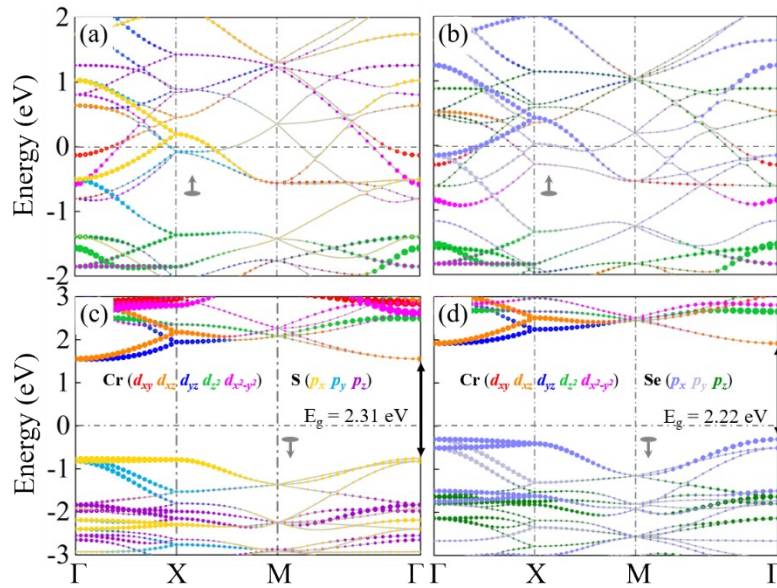 (a)
(b)
Energy (eV)
2
1
0
-1
-2
(c)
(d)
Energy (eV)
3
2
1
0
-1
-2
-3
Cr (dxy dxz dyz dz² dx²-y²)
S (px py pz)
Eg = 2.31 eV
Cr (dxy dxz dyz dz² dx²-y²)
Se (px py pz)
Eg = 2.22 eV
Γ X M Γ X M Γ